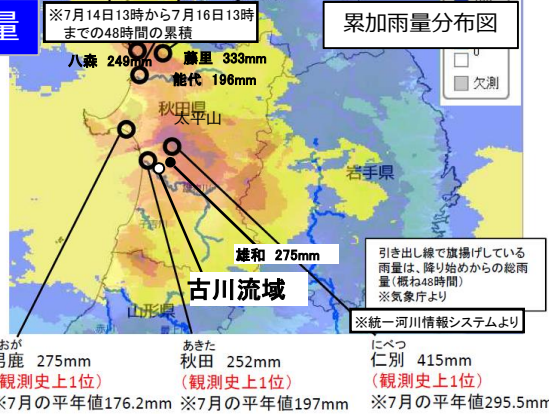 量
※7月14日13時から7月16日13時
までの48時間の累積
累加雨量分布図
0
欠測
八森 249mm
藤里 333mm
能代 196mm
秋田県
太平山
岩手県
雄和 275mm
古川流域
山形県
引き出し線で旗揚げしている
雨量は、降り始めからの総雨
量(概ね48時間)
※気象庁より
※統一河川情報システムより
おが
男鹿 275mm
(観測史上1位)
※7月の平年値176.2mm
あきた
秋田 252mm
(観測史上1位)
※7月の平年値197mm
にべつ
仁別 415mm
(観測史上1位)
※7月の平年値295.5mm